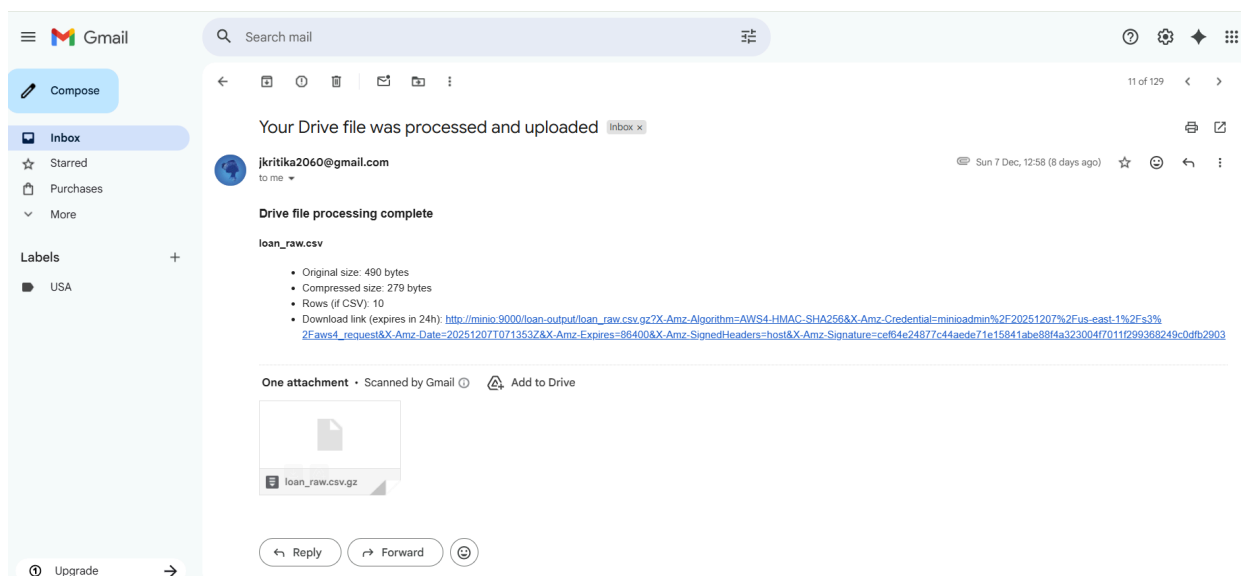 Gmail
Search mail
Compose
11 of 129
Inbox
Starred
Purchases
More
Labels
USA
Upgrade
Your Drive file was processed and uploaded Inbox x
jkritika2060@gmail.com
Sun 7 Dec, 12:58 (8 days ago)
to me
Drive file processing complete
loan_raw.csv
• Original size: 490 bytes
• Compressed size: 279 bytes
• Rows (if CSV): 10
• Download link (expires in 24h): http://minio:9000/loan-output/loan_raw.csv.gz?X-Amz-Algorithm=AWS4-HMAC-SHA256&X-Amz-Credential=minioadmin%2F20251207%2Fus-east-1%2Fs3%
2Faws4_request&X-Amz-Date=20251207T071353Z&X-Amz-Expires=86400&X-Amz-SignedHeaders=host&X-Amz-Signature=cef64e24877c44aede71e15841abe88f4a323004f7011f299368249c0dfb2903
One attachment • Scanned by Gmail
Add to Drive
loan_raw.csv.gz
Reply
Forward